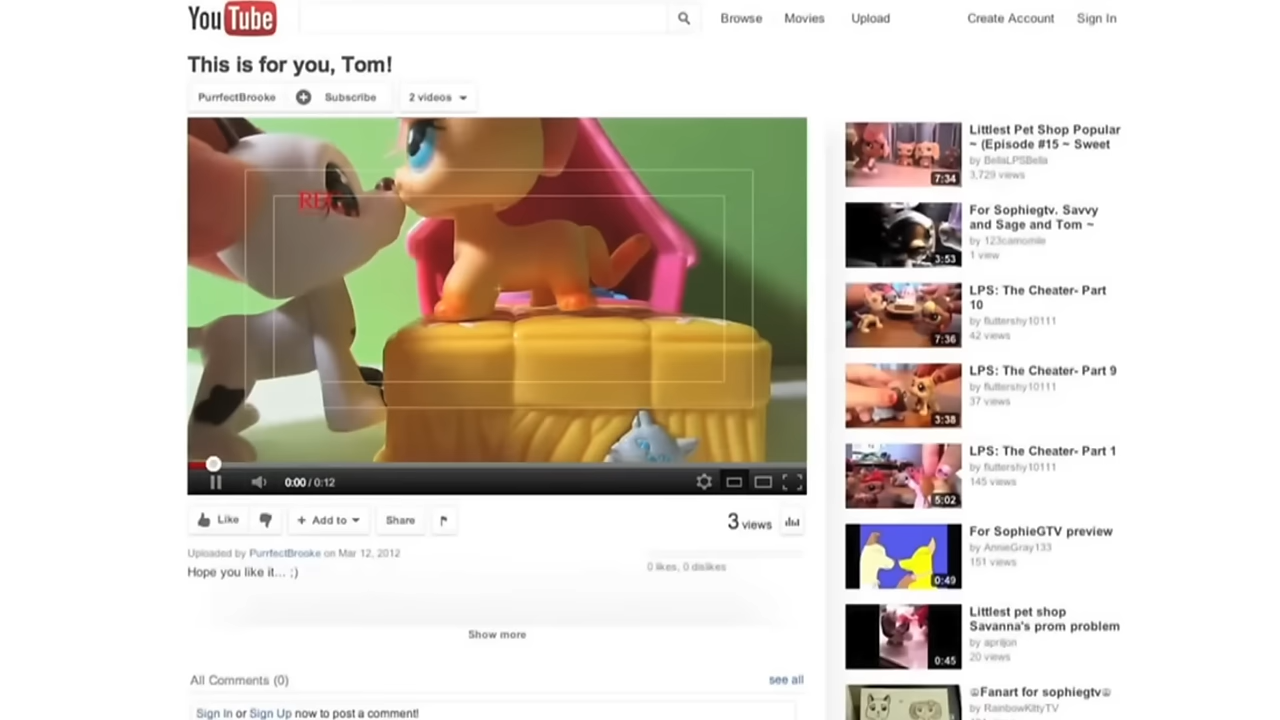 YouTube
Browse Movies Upload Create Account Sign In
This is for you, Tom!
PurrfectBrooke Subscribe 2 videos
REC
0:00 / 0:12
Like Add to Share
3 views
Uploaded by PurrfectBrooke on Mar 12, 2012
0 likes, 0 dislikes
Hope you like it... ;)
Show more
All Comments (0) see all
Sign In or Sign Up now to post a comment!
Littlest Pet Shop Popular
~ (Episode #15 ~ Sweet
by BellaLPSBella
3,729 views
7:34
For Sophiegtv. Savvy
and Sage and Tom ~
by 123camomile
1 view
3:53
LPS: The Cheater- Part
10
by fluttershy10111
42 views
7:36
LPS: The Cheater- Part 9
by fluttershy10111
37 views
3:38
LPS: The Cheater- Part 1
by fluttershy10111
145 views
5:02
For SophieGTV preview
by AnnieGray133
151 views
0:49
Littlest pet shop
Savanna's prom problem
by apriljon
20 views
0:45
♔Fanart for sophiegtv♔
by RainbowKittyTV